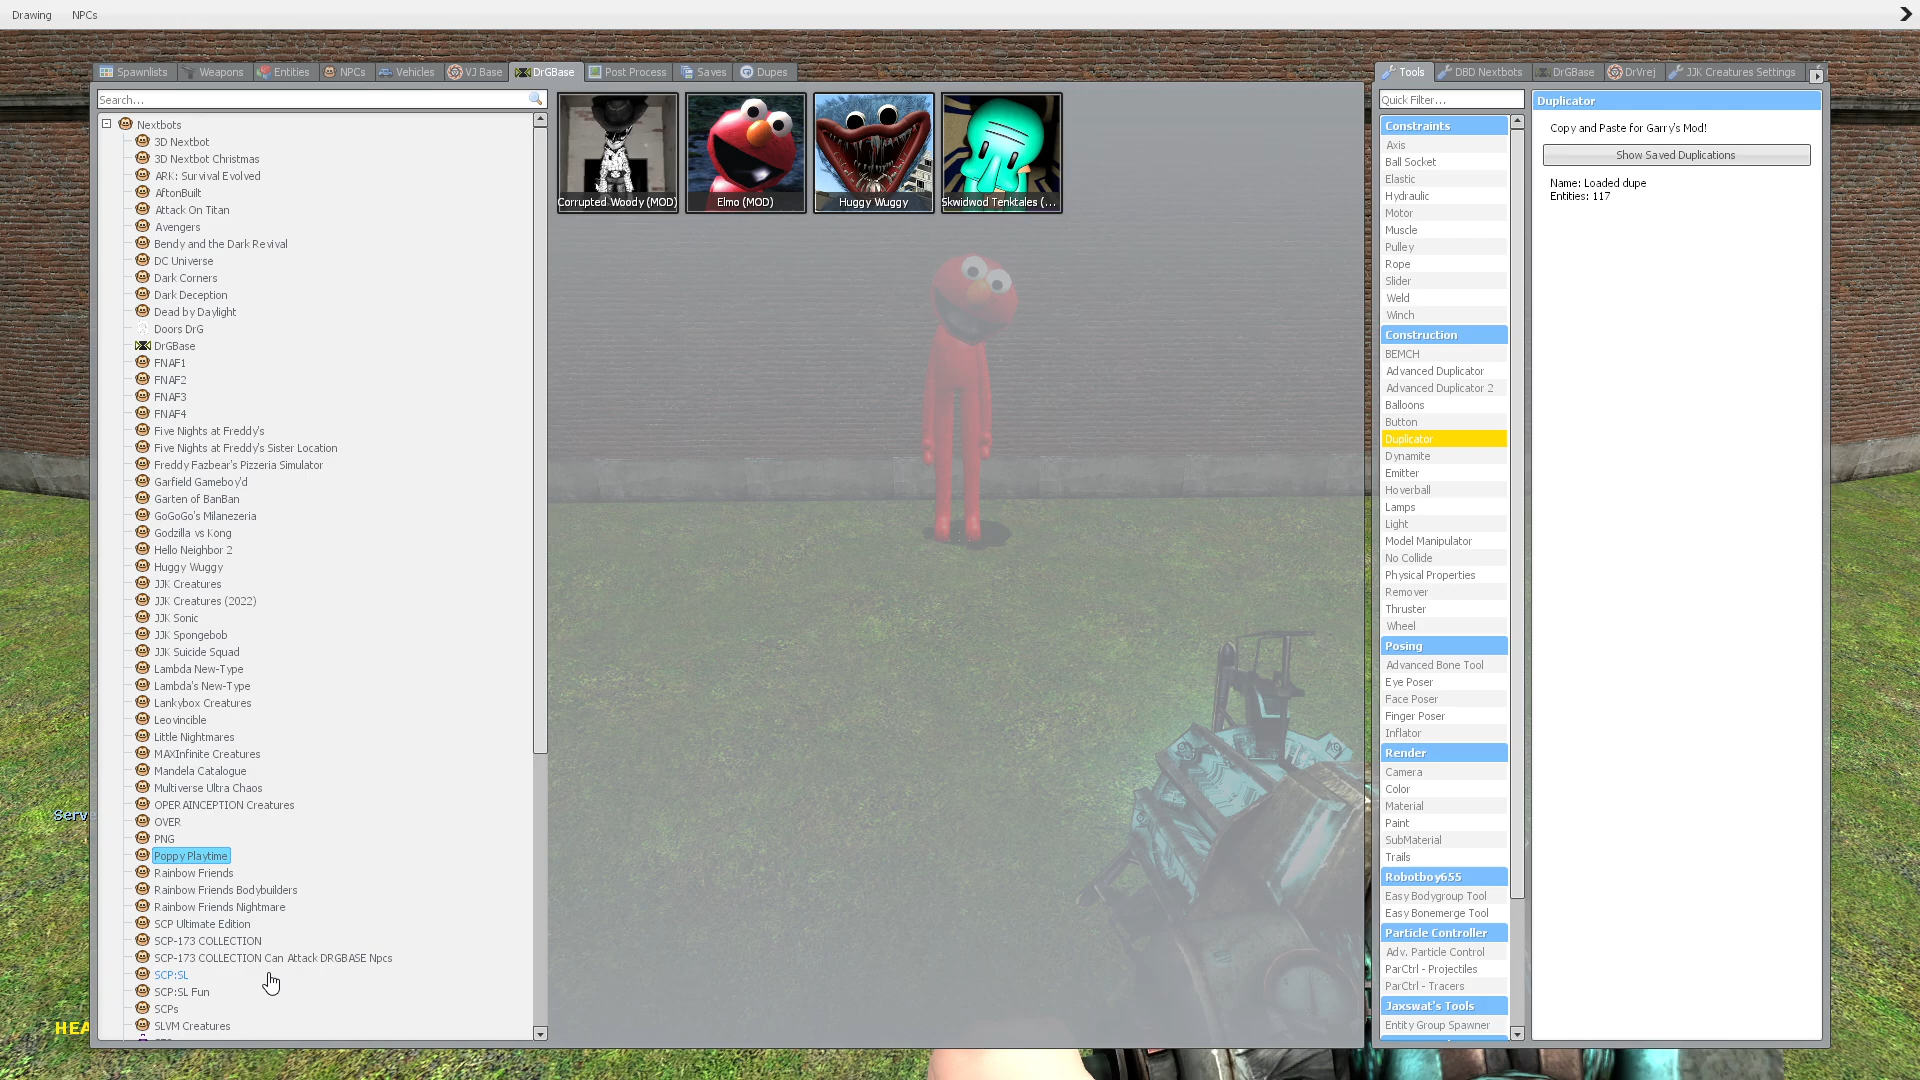 Drawing NPCs
Spawnlists Weapons Entities NPCs Vehicles VJ Base DrGBase Post Process Saves Dupes
Search...
Nextbots
3D Nextbot
3D Nextbot Christmas
ARK: Survival Evolved
AftonBuilt
Attack On Titan
Avengers
Bendy and the Dark Revival
DC Universe
Dark Corners
Dark Deception
Dead by Daylight
Doors DrG
DrGBase
FNAF1
FNAF2
FNAF3
FNAF4
Five Nights at Freddy's
Five Nights at Freddy's Sister Location
Freddy Fazbear's Pizzeria Simulator
Garfield Gameboy'd
Garten of BanBan
GoGoGo's Milanezeria
Godzilla vs Kong
Hello Neighbor 2
Huggy Wuggy
JJK Creatures
JJK Creatures (2022)
JJK Sonic
JJK Spongebob
JJK Suicide Squad
Lambda New-Type
Lambda's New-Type
Lankybox Creatures
Leovincible
Little Nightmares
MAXInfinite Creatures
Mandela Catalogue
Multiverse Ultra Chaos
OPERAINCEPTION Creatures
OVER
PNG
Poppy Playtime
Rainbow Friends
Rainbow Friends Bodybuilders
Rainbow Friends Nightmare
SCP Ultimate Edition
SCP-173 COLLECTION
SCP-173 COLLECTION Can Attack DRGBASE Npcs
SCP:SL
SCP:SL Fun
SCPs
SLVM Creatures
Serv
HEA
Corrupted Woody (MOD) Elmo (MOD) Huggy Wuggy Skwidwod Tenktales (...
Tools DBD Nextbots DrGBase DrVrej JJK Creatures Settings
Quick Filter...
Constraints
Axis
Ball Socket
Elastic
Hydraulic
Motor
Muscle
Pulley
Rope
Slider
Weld
Winch
Construction
BEMCH
Advanced Duplicator
Advanced Duplicator 2
Balloons
Button
Duplicator
Dynamite
Emitter
Hoverball
Lamps
Light
Model Manipulator
No Collide
Physical Properties
Remover
Thruster
Wheel
Posing
Advanced Bone Tool
Eye Poser
Face Poser
Finger Poser
Inflator
Render
Camera
Color
Material
Paint
SubMaterial
Trails
Robotboy655
Easy Bodygroup Tool
Easy Bonemerge Tool
Particle Controller
Adv. Particle Control
ParCtrl - Projectiles
ParCtrl - Tracers
Jaxswat's Tools
Entity Group Spawner
Duplicator
Copy and Paste for Garry's Mod!
Show Saved Duplications
Name: Loaded dupe
Entities: 117